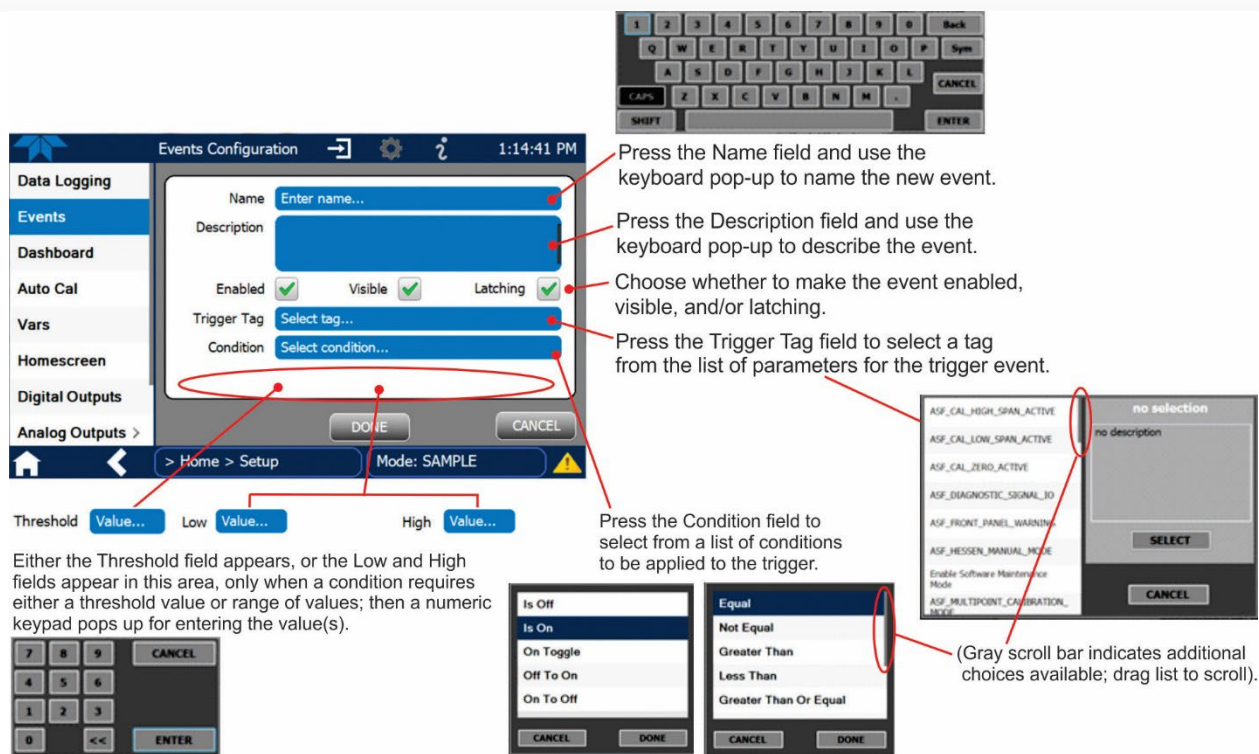 1 2 3 4 5 6 7 8 9 0 Back
Q W E R T Y U I O P Sym
A S D F G H J K L CANCEL
CAPS Z X C V B N M .
SHIFT ENTER
Events Configuration 1:14:41 PM
Data Logging
Events
Dashboard
Auto Cal
Vars
Homescreen
Digital Outputs
Analog Outputs >
Name Enter name...
Description
Enabled Visible Latching
Trigger Tag Select tag...
Condition Select condition...
DONE CANCEL
> Home > Setup Mode: SAMPLE
Press the Name field and use the
keyboard pop-up to name the new event.
Press the Description field and use the
keyboard pop-up to describe the event.
Choose whether to make the event enabled,
visible, and/or latching.
Press the Trigger Tag field to select a tag
from the list of parameters for the trigger event.
ASF_CAL_HIGH_SPAN_ACTIVE
ASF_CAL_LOW_SPAN_ACTIVE
ASF_CAL_ZERO_ACTIVE
ASF_DIAGNOSTIC_SIGNAL_IO
ASF_FRONT_PANEL_WARNING
ASF_HESSEN_MANUAL_MODE
Enable Software Maintenance
Mode
ASF_MULTIPOINT_CALIBRATION_
MODE
no selection
no description
SELECT
CANCEL
Threshold Value... Low Value... High Value...
Either the Threshold field appears, or the Low and High
fields appear in this area, only when a condition requires
either a threshold value or range of values; then a numeric
keypad pops up for entering the value(s).
7 8 9 CANCEL
4 5 6
1 2 3
0 << ENTER
Press the Condition field to
select from a list of conditions
to be applied to the trigger.
Is Off
Is On
On Toggle
Off To On
On To Off
CANCEL DONE
Equal
Not Equal
Greater Than
Less Than
Greater Than Or Equal
CANCEL DONE
(Gray scroll bar indicates additional
choices available; drag list to scroll).